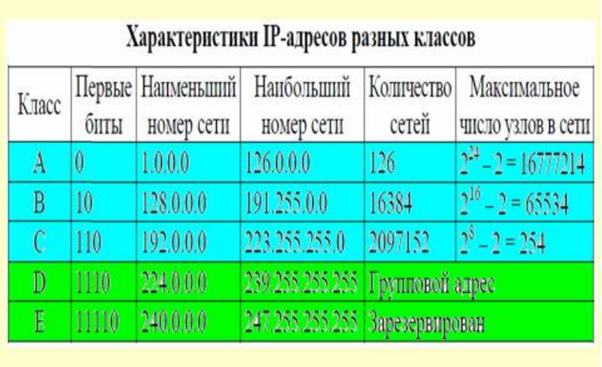 Характеристики IP-адресов разных классов
Класс Первые биты Наименьший номер сети Наибольший номер сети Количество сетей Максимальное число узлов в сети
A 0 1.0.0.0 126.0.0.0 126 2^24 – 2 = 16777214
B 10 128.0.0.0 191.255.0.0 16384 2^16 – 2 = 65534
C 110 192.0.0.0 223.255.255.0 2097152 2^8 – 2 = 254
D 1110 224.0.0.0 239.255.255.255 Групповой адрес
E 11110 240.0.0.0 247.255.255.255 Зарезервирован